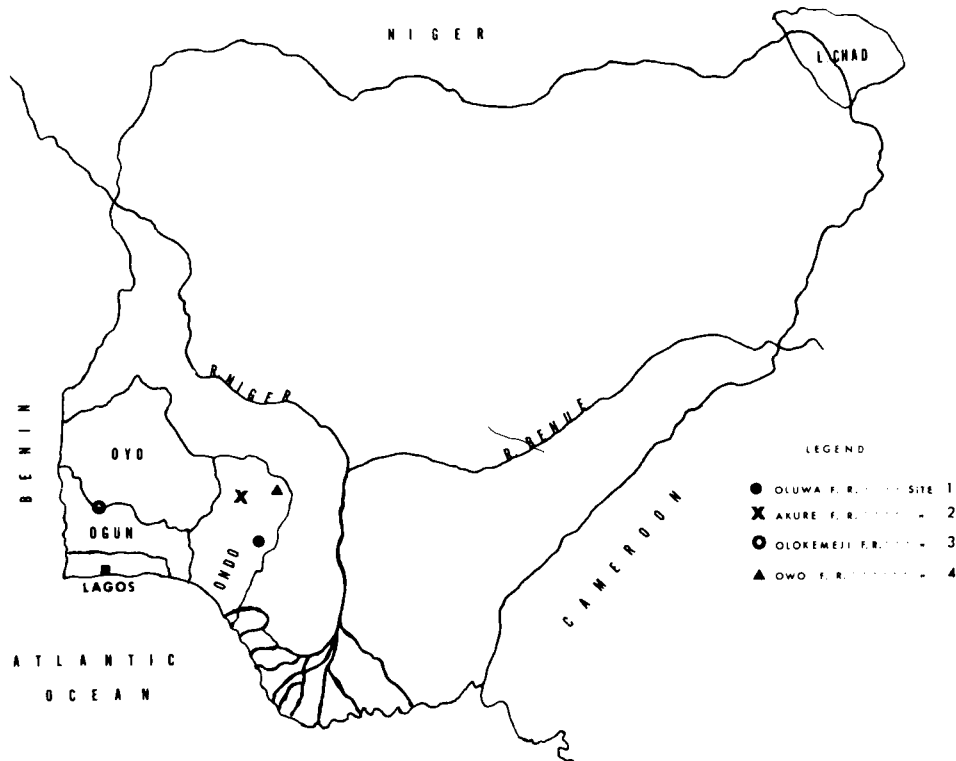 NIGER
L. CHAD
R. NIGER
R. BENUE
BENIN
OYO
OGUN
ONDO
LAGOS
CAMEROON
ATLANTIC
OCEAN
LEGEND
OLUWA F. R. ..... SITE 1
AKURE F. R. ..... " 2
OLOKEMEJI F.R. ..... " 3
OWO F. R. ....... " 4